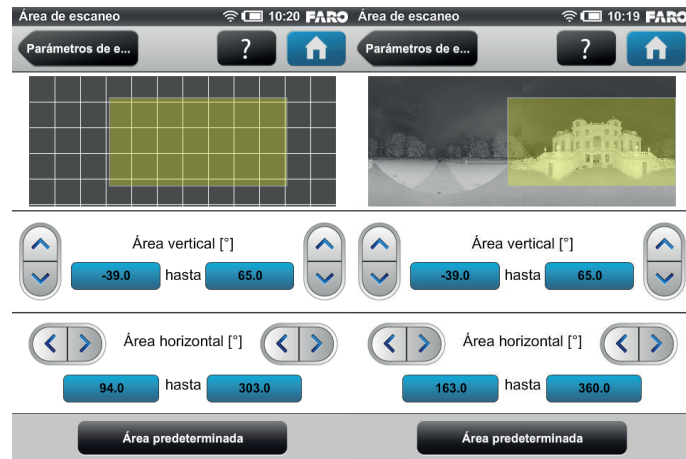 Área de escaneo 10:20 FARO
Parámetros de e... ?
Área vertical [°]
-39.0 hasta 65.0
Área horizontal [°]
94.0 hasta 303.0
Área predeterminada
Área de escaneo 10:19 FARO
Parámetros de e... ?
Área vertical [°]
-39.0 hasta 65.0
Área horizontal [°]
163.0 hasta 360.0
Área predeterminada